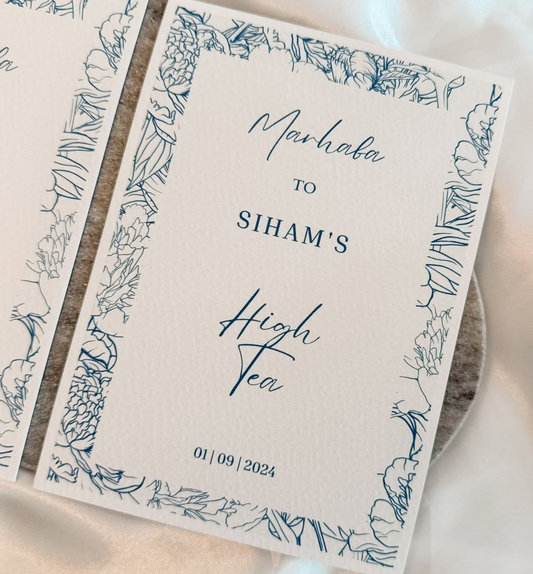 Marhaba
TO
SIHAM'S
High
Tea
01 | 09 | 2024